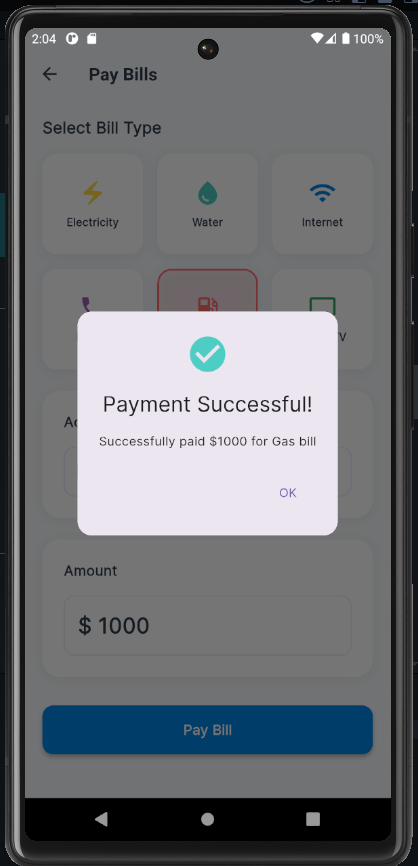 2:04 100%
Pay Bills
Select Bill Type
Electricity Water Internet
V
Payment Successful!
Ac
Successfully paid $1000 for Gas bill
OK
Amount
$ 1000
Pay Bill